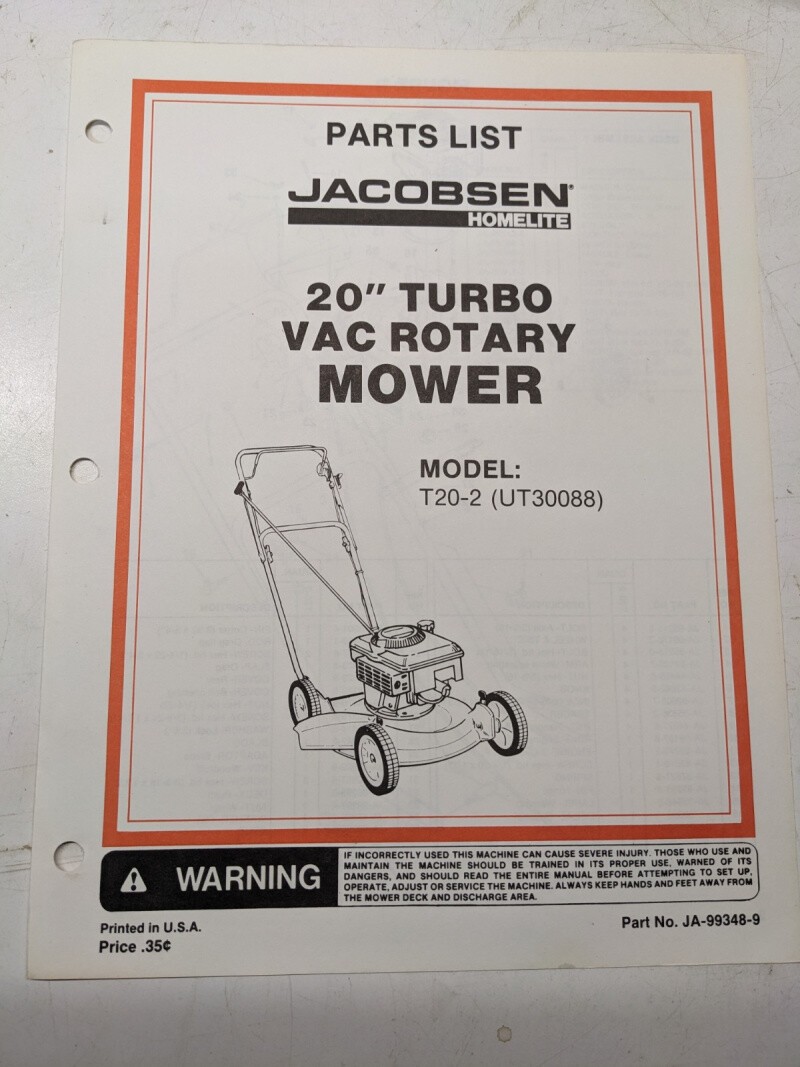 PARTS LIST
JACOBSEN®
HOMELITE
20" TURBO
VAC ROTARY
MOWER
MODEL:
T20-2 (UT30088)
WARNING
IF INCORRECTLY USED THIS MACHINE CAN CAUSE SEVERE INJURY. THOSE WHO USE AND
MAINTAIN THE MACHINE SHOULD BE TRAINED IN ITS PROPER USE, WARNED OF ITS
DANGERS, AND SHOULD READ THE ENTIRE MANUAL BEFORE ATTEMPTING TO SET UP,
OPERATE, ADJUST OR SERVICE THE MACHINE. ALWAYS KEEP HANDS AND FEET AWAY FROM
THE MOWER DECK AND DISCHARGE AREA.
Printed in U.S.A.
Price .35¢
Part No. JA-99348-9